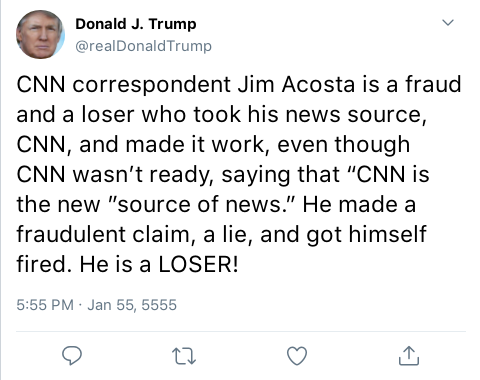 Donald J. Trump
@realDonaldTrump
CNN correspondent Jim Acosta is a fraud
and a loser who took his news source,
CNN, and made it work, even though
CNN wasn’t ready, saying that “CNN is
the new ”source of news.” He made a
fraudulent claim, a lie, and got himself
fired. He is a LOSER!
5:55 PM · Jan 55, 5555